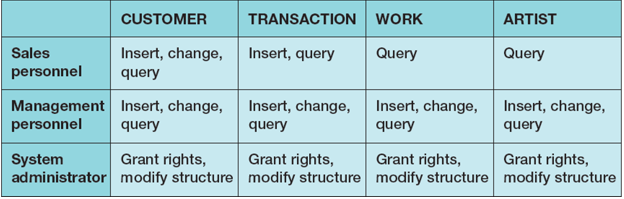 CUSTOMER TRANSACTION WORK ARTIST
Sales personnel Insert, change, query Insert, query Query Query
Management personnel Insert, change, query Insert, change, query Insert, change, query Insert, change, query
System administrator Grant rights, modify structure Grant rights, modify structure Grant rights, modify structure Grant rights, modify structure